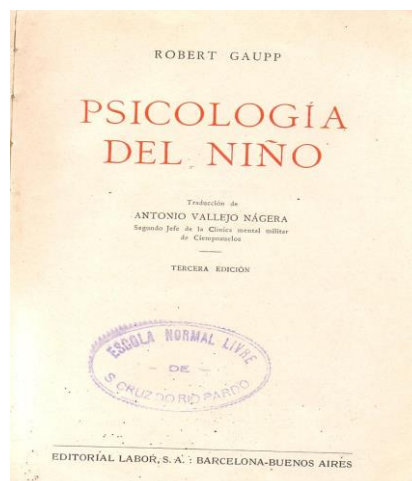 ROBERT GAUPP
PSICOLOGÍA
DEL NIÑO
Traducción de
ANTONIO VALLEJO NÁGERA
Segundo Jefe de la Clínica mental militar
de Ciempozuelos
TERCERA EDICIÓN
ESCOLA NORMAL LIVRE
— DE —
S. CRUZ DO RIO PARDO
EDITORIAL LABOR, S. A. : BARCELONA-BUENOS AIRES